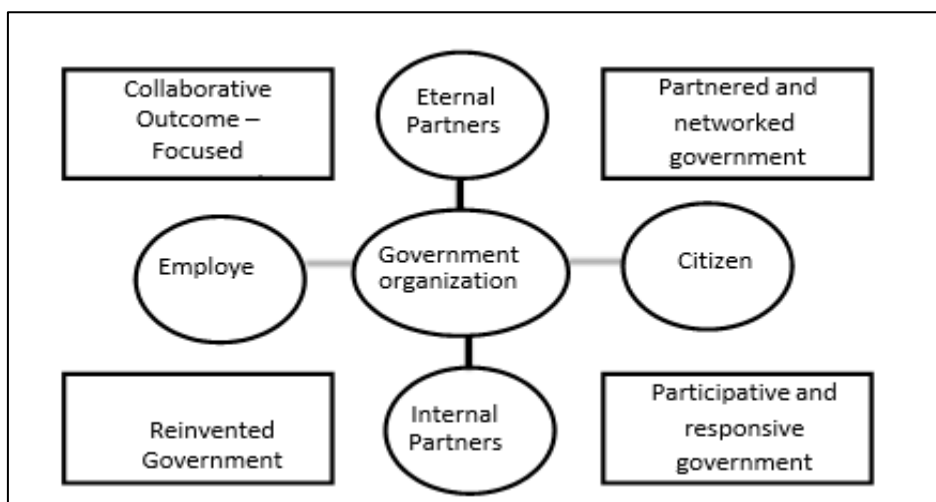 Collaborative
Outcome –
Focused
Eternal
Partners
Partnered and
networked
government
Employe
Government
organization
Citizen
Reinvented
Government
Internal
Partners
Participative and
responsive
government